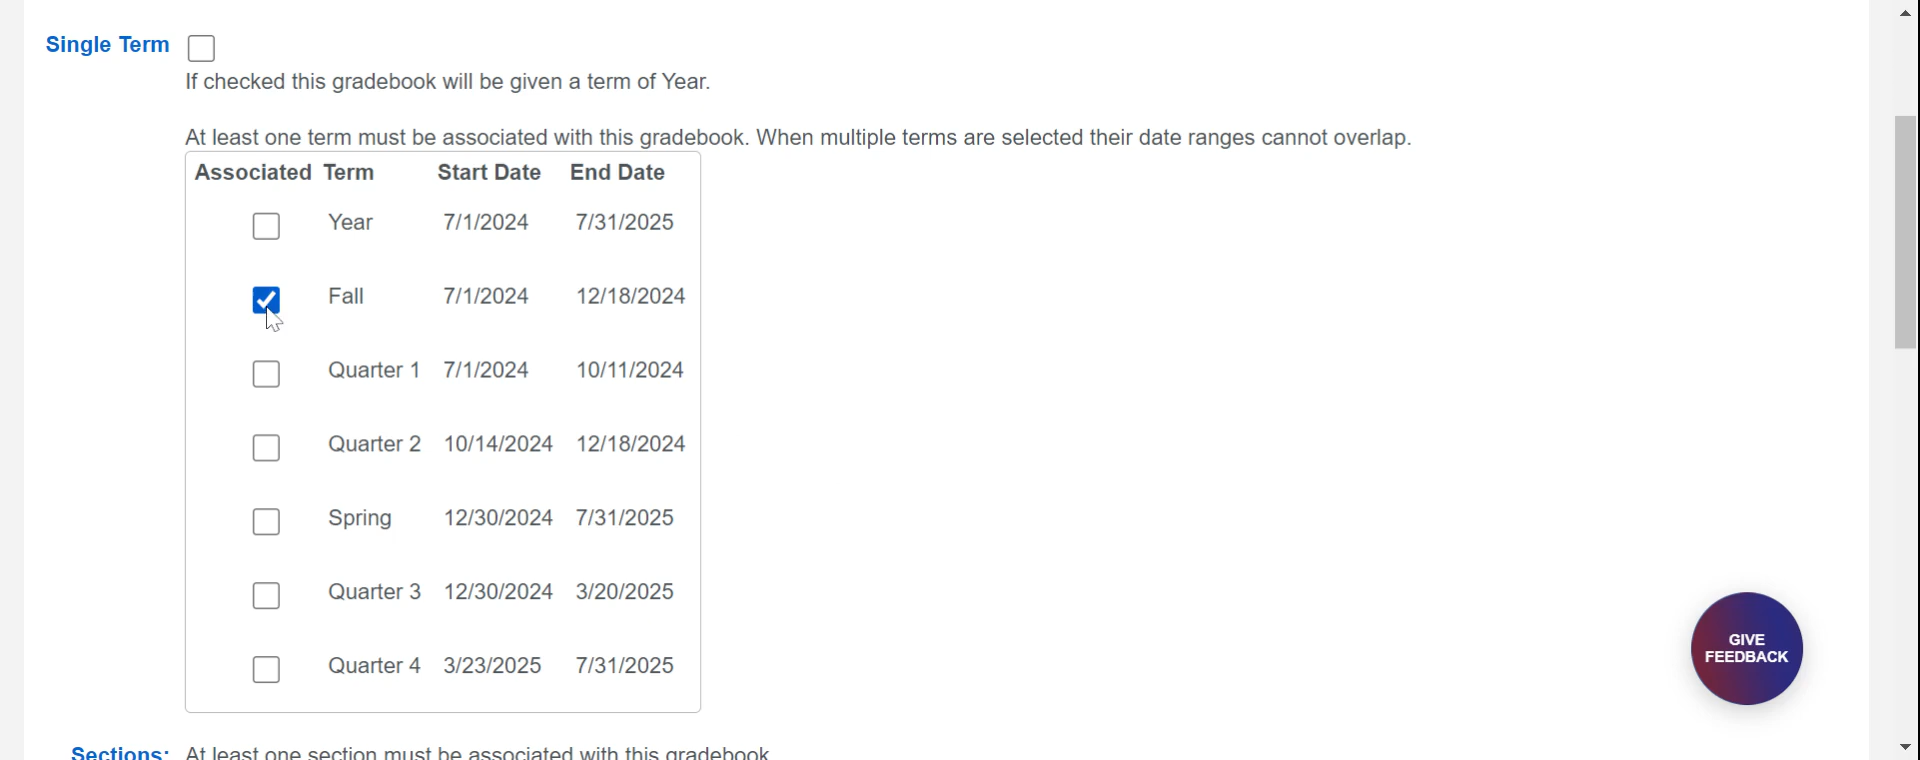 Single Term
If checked this gradebook will be given a term of Year.
At least one term must be associated with this gradebook. When multiple terms are selected their date ranges cannot overlap.
Associated Term Start Date End Date
Year 7/1/2024 7/31/2025
Fall 7/1/2024 12/18/2024
Quarter 1 7/1/2024 10/11/2024
Quarter 2 10/14/2024 12/18/2024
Spring 12/30/2024 7/31/2025
Quarter 3 12/30/2024 3/20/2025
Quarter 4 3/23/2025 7/31/2025
GIVE
FEEDBACK
Sections: At least one section must be associated with this gradebook